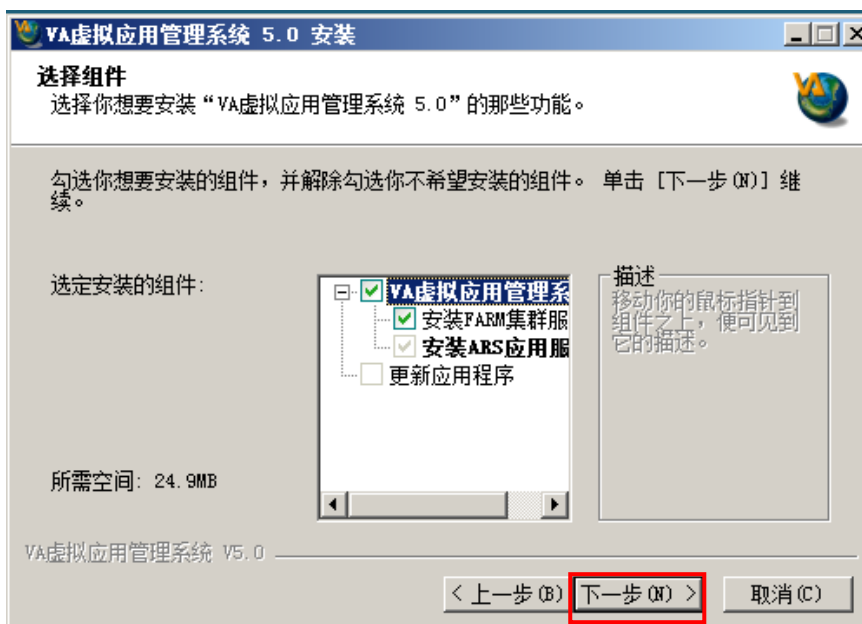 VA虚拟应用管理系统 5.0 安装
选择组件
选择你想要安装“VA虚拟应用管理系统 5.0”的那些功能。
勾选你想要安装的组件，并解除勾选你不希望安装的组件。 单击 [下一步(N)] 继
续。
选定安装的组件:
VA虚拟应用管理系
安装FARM集群服
安装ARS应用服
更新应用程序
描述
移动你的鼠标指针到
组件之上，便可见到
它的描述。
所需空间: 24.9MB
VA虚拟应用管理系统 V5.0
< 上一步(B)
下一步(N) >
取消(C)